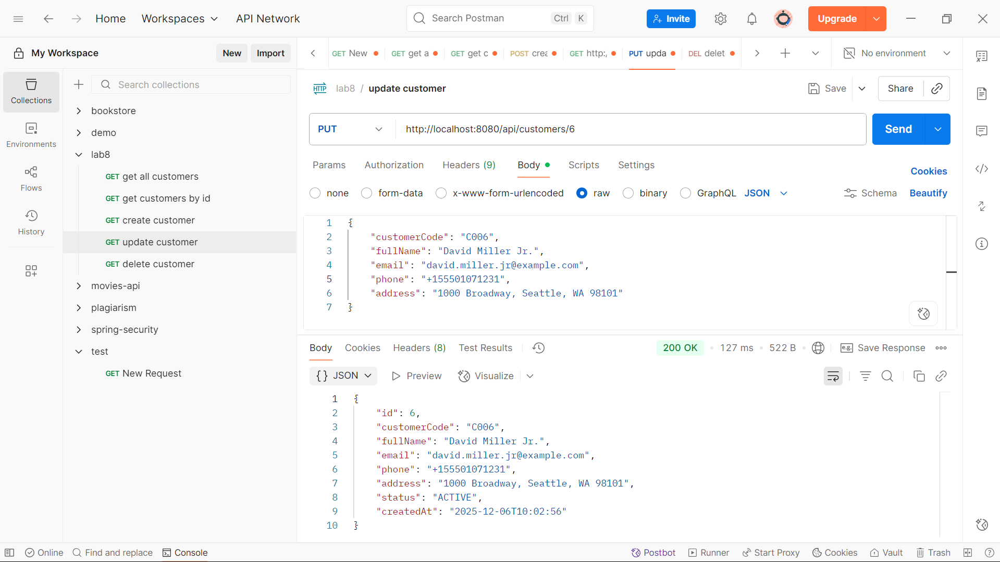 Home Workspaces API Network Search Postman Ctrl K Invite Upgrade
My Workspace New Import
GET New GET get a GET get c POST crea GET http:/ PUT upda DEL delet No environment
Collections
Environments
Flows
History
Search collections
bookstore
demo
lab8
GET get all customers
GET get customers by id
GET create customer
GET update customer
GET delete customer
movies-api
plagiarism
spring-security
test
GET New Request
HTTP lab8 / update customer Save Share
PUT http://localhost:8080/api/customers/6 Send
Params Authorization Headers (9) Body Scripts Settings Cookies
none form-data x-www-form-urlencoded raw binary GraphQL JSON Schema Beautify
1 {
2 "customerCode": "C006",
3 "fullName": "David Miller Jr.",
4 "email": "david.miller.jr@example.com",
5 "phone": "+155501071231",
6 "address": "1000 Broadway, Seattle, WA 98101"
7 }
Body Cookies Headers (8) Test Results 200 OK • 127 ms • 522 B • e.g. Save Response
{} JSON Preview Visualize
1 {
2 "id": 6,
3 "customerCode": "C006",
4 "fullName": "David Miller Jr.",
5 "email": "david.miller.jr@example.com",
6 "phone": "+155501071231",
7 "address": "1000 Broadway, Seattle, WA 98101",
8 "status": "ACTIVE",
9 "createdAt": "2025-12-06T10:02:56"
10 }
Online Find and replace Console Postbot Runner Start Proxy Cookies Vault Trash